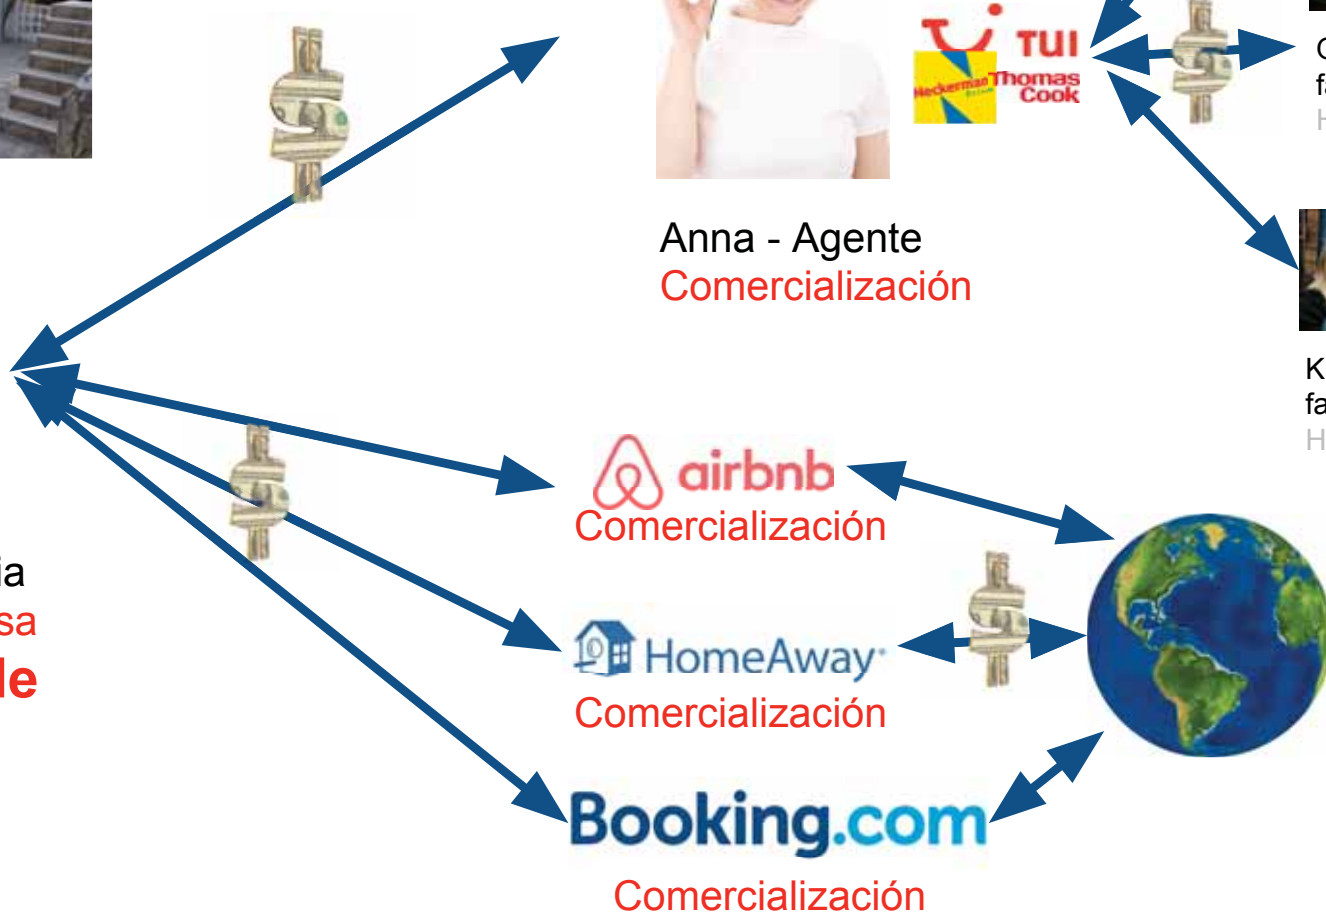 TUI
Neckermann Thomas
Cook
Anna - Agente
Comercialización
airbnb
Comercialización
HomeAway
Comercialización
Booking.com
Comercialización